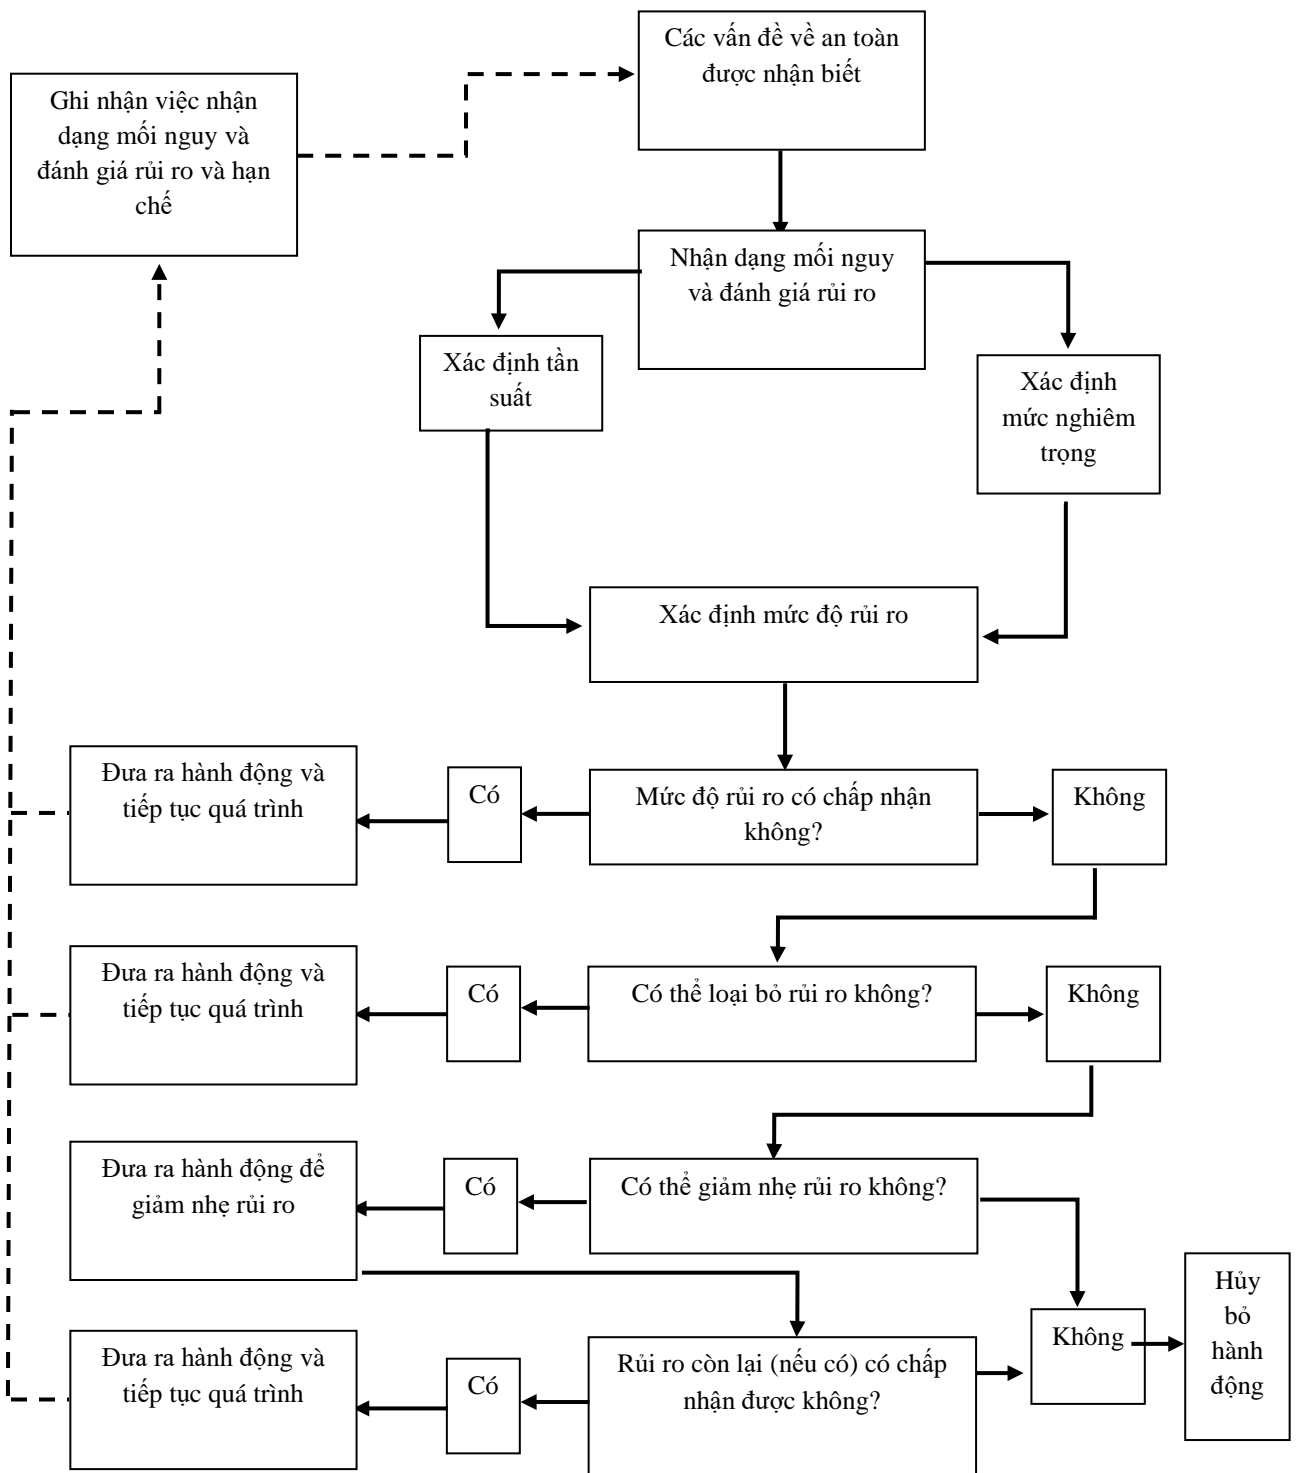 Các vấn đề về an toàn
được nhận biết
Ghi nhận việc nhận
dạng mối nguy và
đánh giá rủi ro và hạn
chế
Nhận dạng mối nguy
và đánh giá rủi ro
Xác định tần
suất
Xác định
mức nghiêm
trọng
Xác định mức độ rủi ro
Đưa ra hành động và
tiếp tục quá trình
Có
Mức độ rủi ro có chấp nhận
không?
Không
Đưa ra hành động và
tiếp tục quá trình
Có
Có thể loại bỏ rủi ro không?
Không
Đưa ra hành động để
giảm nhẹ rủi ro
Có
Có thể giảm nhẹ rủi ro không?
Đưa ra hành động và
tiếp tục quá trình
Có
Rủi ro còn lại (nếu có) có chấp
nhận được không?
Không
Hủy
bỏ
hành
động